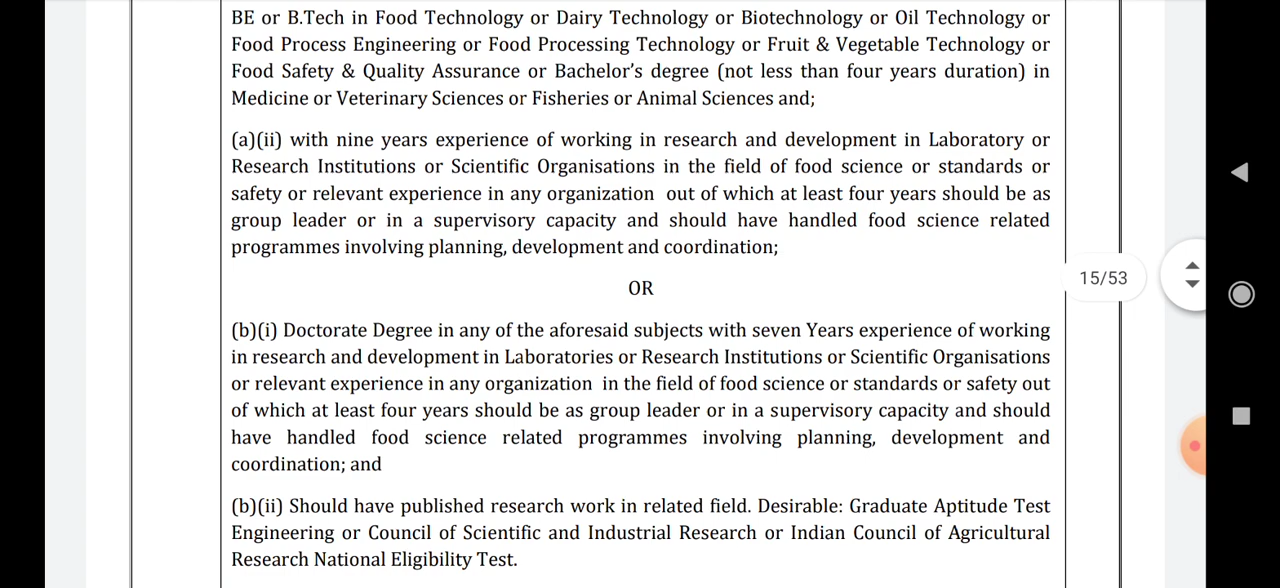 BE or B.Tech in Food Technology or Dairy Technology or Biotechnology or Oil Technology or
Food Process Engineering or Food Processing Technology or Fruit & Vegetable Technology or
Food Safety & Quality Assurance or Bachelor’s degree (not less than four years duration) in
Medicine or Veterinary Sciences or Fisheries or Animal Sciences and;
(a)(ii) with nine years experience of working in research and development in Laboratory or
Research Institutions or Scientific Organisations in the field of food science or standards or
safety or relevant experience in any organization out of which at least four years should be as
group leader or in a supervisory capacity and should have handled food science related
programmes involving planning, development and coordination;
OR
(b)(i) Doctorate Degree in any of the aforesaid subjects with seven Years experience of working
in research and development in Laboratories or Research Institutions or Scientific Organisations
or relevant experience in any organization in the field of food science or standards or safety out
of which at least four years should be as group leader or in a supervisory capacity and should
have handled food science related programmes involving planning, development and
coordination; and
(b)(ii) Should have published research work in related field. Desirable: Graduate Aptitude Test
Engineering or Council of Scientific and Industrial Research or Indian Council of Agricultural
Research National Eligibility Test.
15/53